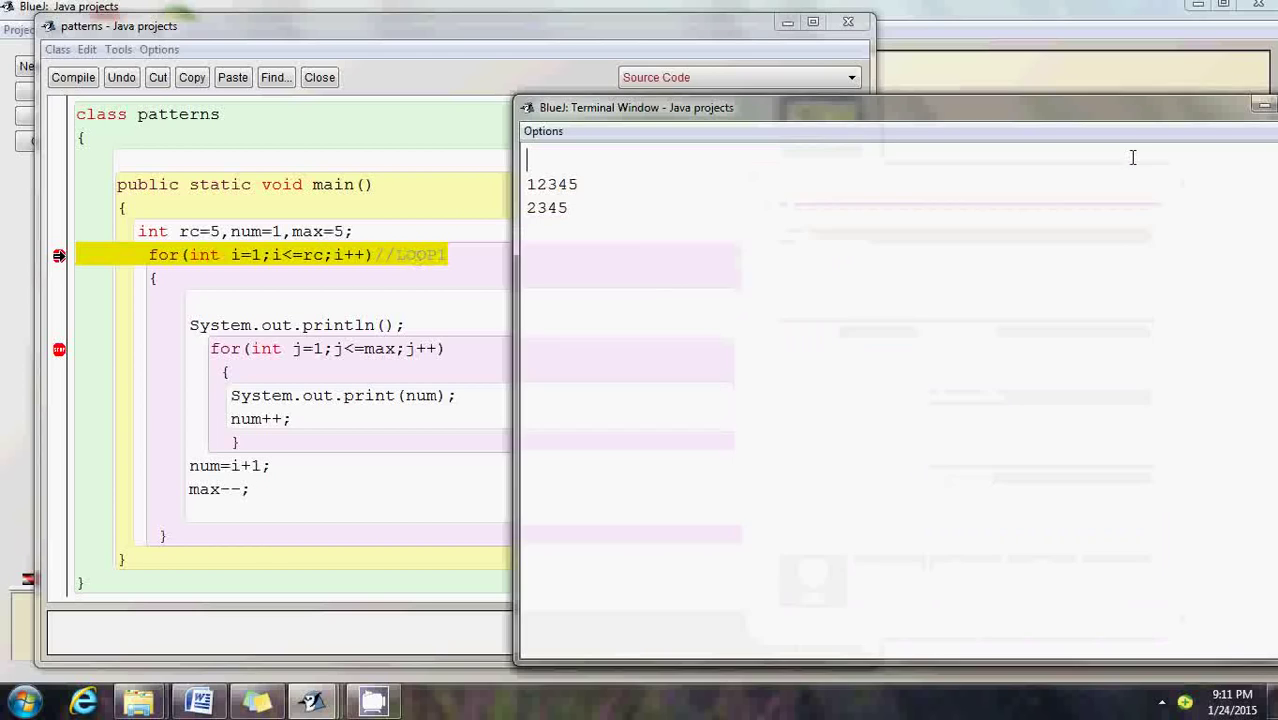 BlueJ: Java projects
patterns - Java projects
Class Edit Tools Options
Compile Undo Cut Copy Paste Find... Close Source Code
class patterns
{
public static void main()
{
int rc=5,num=1,max=5;
for(int i=1;i<=rc;i++)//LOOP1
{
System.out.println();
for(int j=1;j<=max;j++)
{
System.out.print(num);
num++;
}
num=i+1;
max--;
}
}
}
BlueJ: Terminal Window - Java projects
Options
12345
2345
9:11 PM
1/24/2015